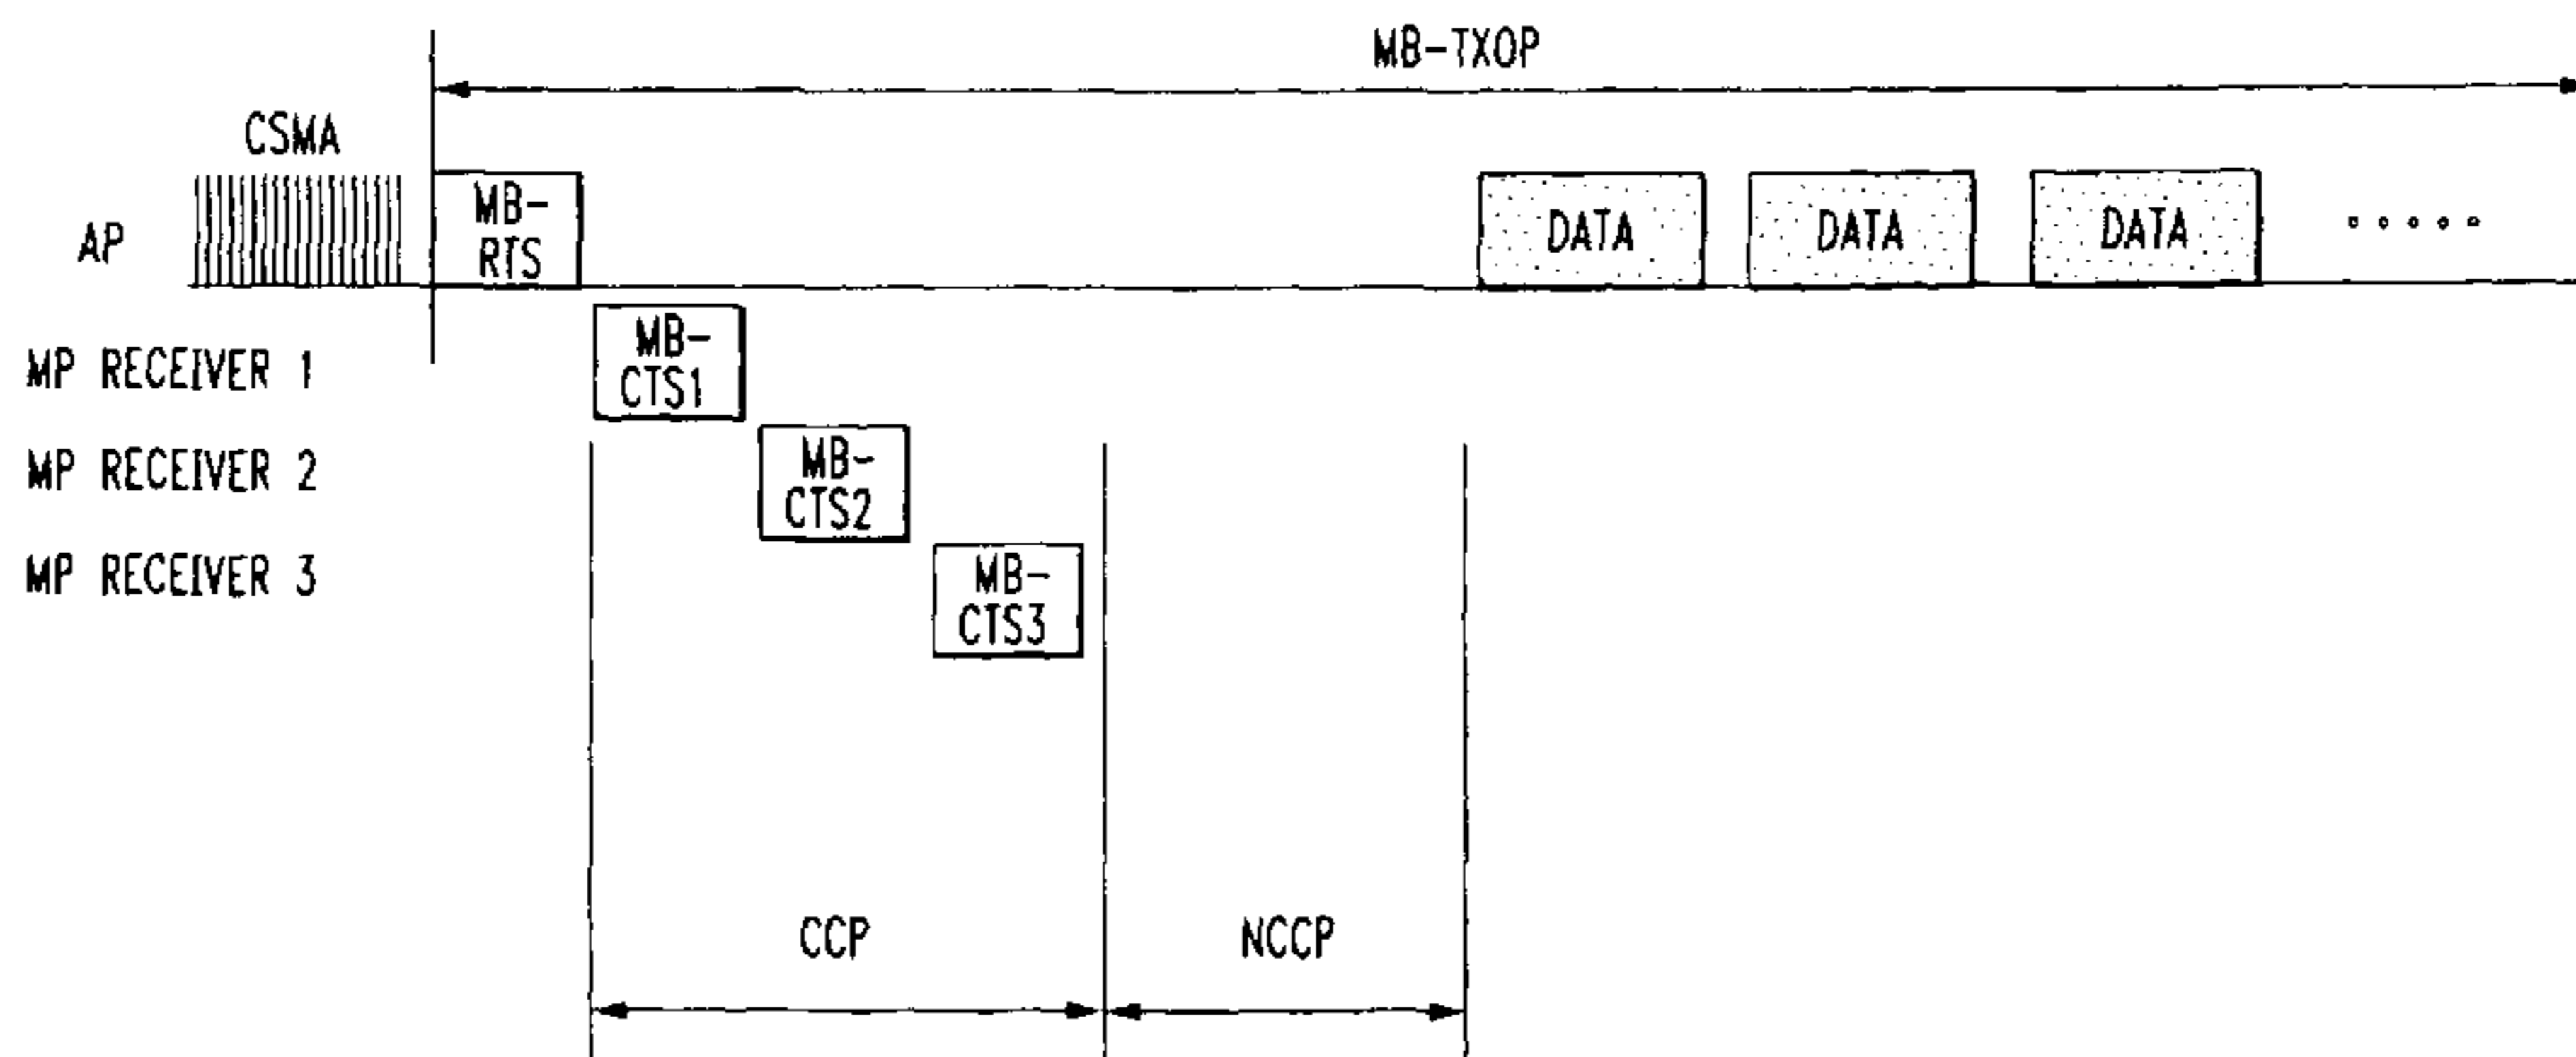 MB-TXOP
CSMA
AP
MB-
RTS
DATA
DATA
DATA
MP RECEIVER 1
MB-
CTS1
MP RECEIVER 2
MB-
CTS2
MP RECEIVER 3
MB-
CTS3
CCP
NCCP